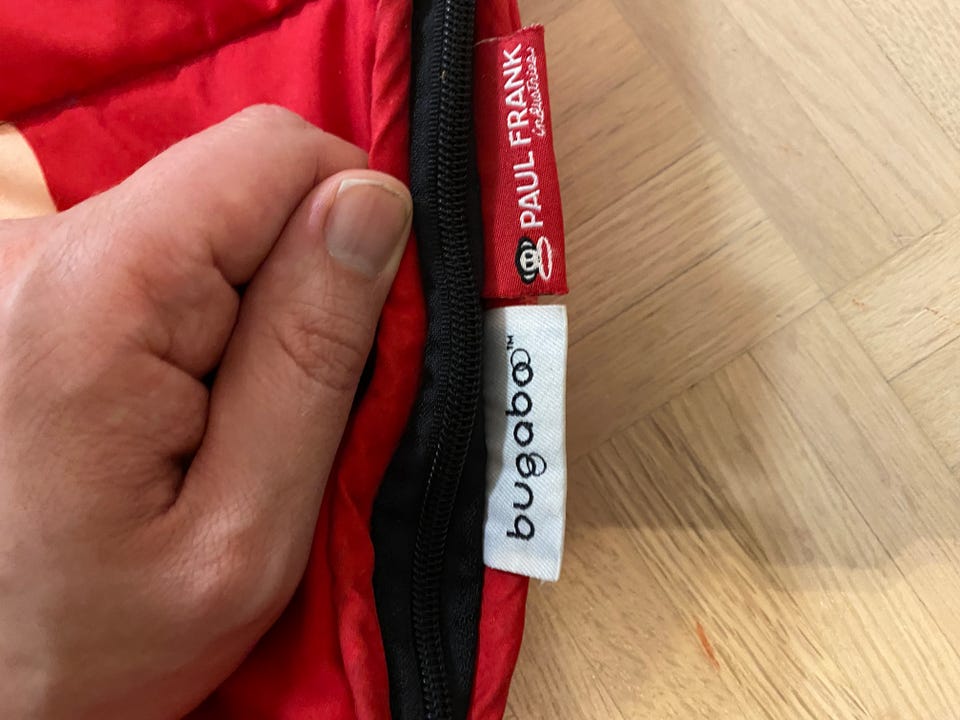 PAUL FRANK
industries
bugaboo™